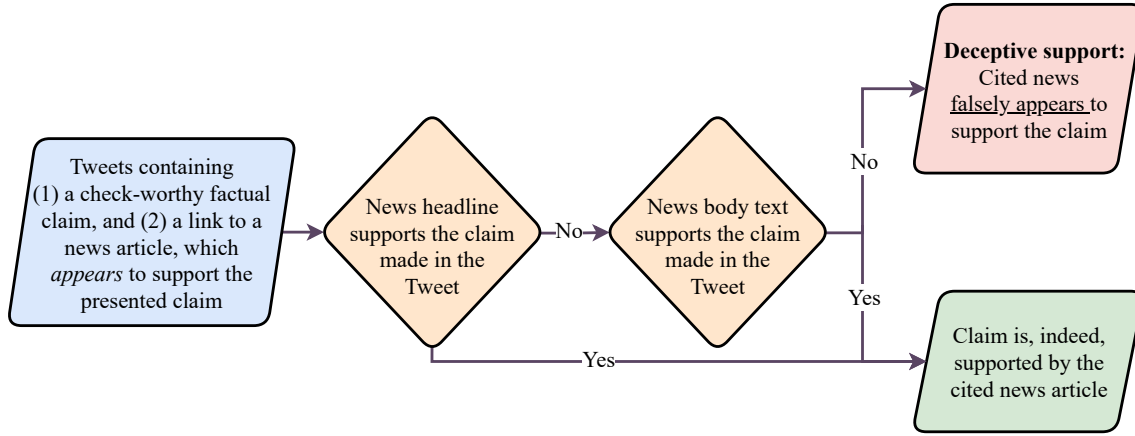 Tweets containing
(1) a check-worthy factual
claim, and (2) a link to a
news article, which
appears to support the
presented claim
News headline
supports the claim
made in the
Tweet
No
News body text
supports the claim
made in the
Tweet
No
Yes
Yes
Deceptive support:
Cited news
falsely appears to
support the claim
Claim is, indeed,
supported by the
cited news article